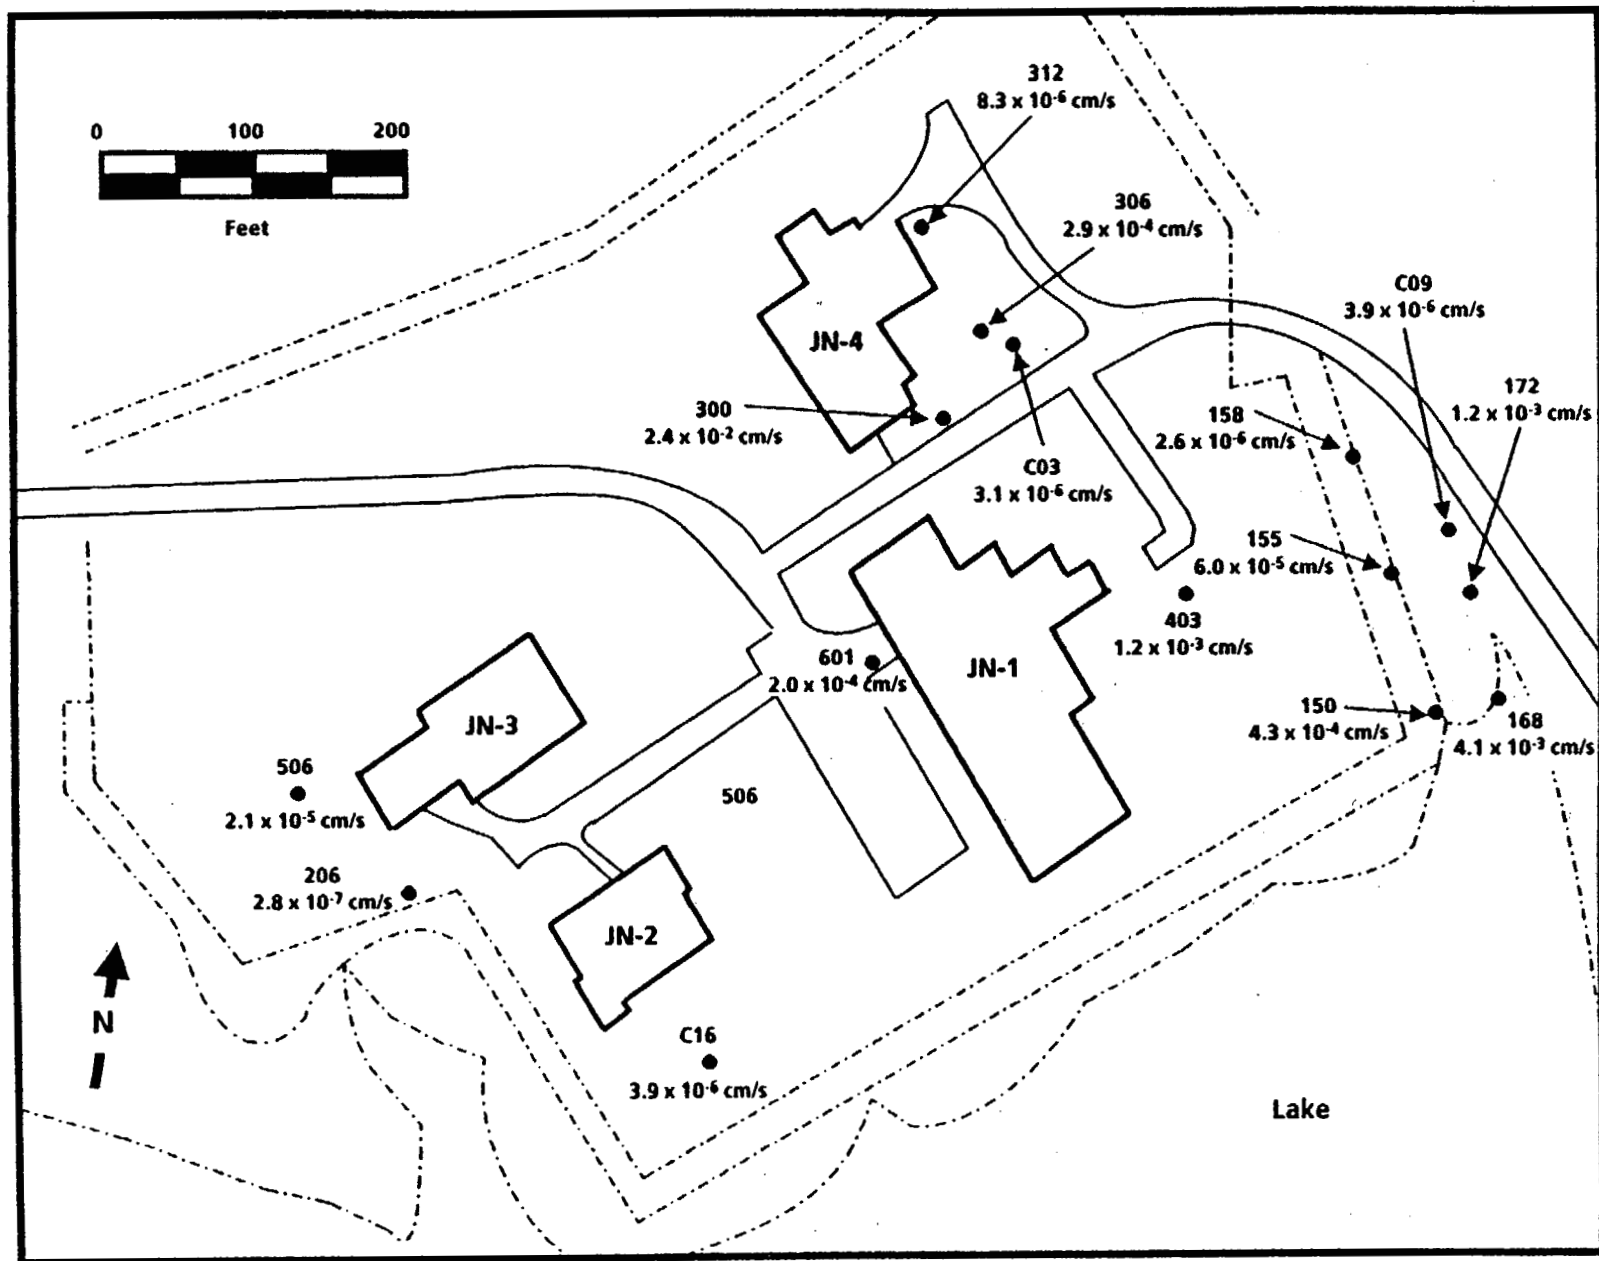 312
8.3 x 10-6 cm/s
0 100 200
Feet
306
2.9 x 10-4 cm/s
C09
3.9 x 10-6 cm/s
JN-4
172
1.2 x 10-3 cm/s
300
2.4 x 10-2 cm/s
158
2.6 x 10-6 cm/s
C03
3.1 x 10-6 cm/s
155
6.0 x 10-5 cm/s
403
1.2 x 10-3 cm/s
601
2.0 x 10-4 cm/s
JN-1
150
4.3 x 10-4 cm/s
168
4.1 x 10-3 cm/s
JN-3
506
2.1 x 10-5 cm/s
506
206
2.8 x 10-7 cm/s
JN-2
N
C16
3.9 x 10-6 cm/s
Lake